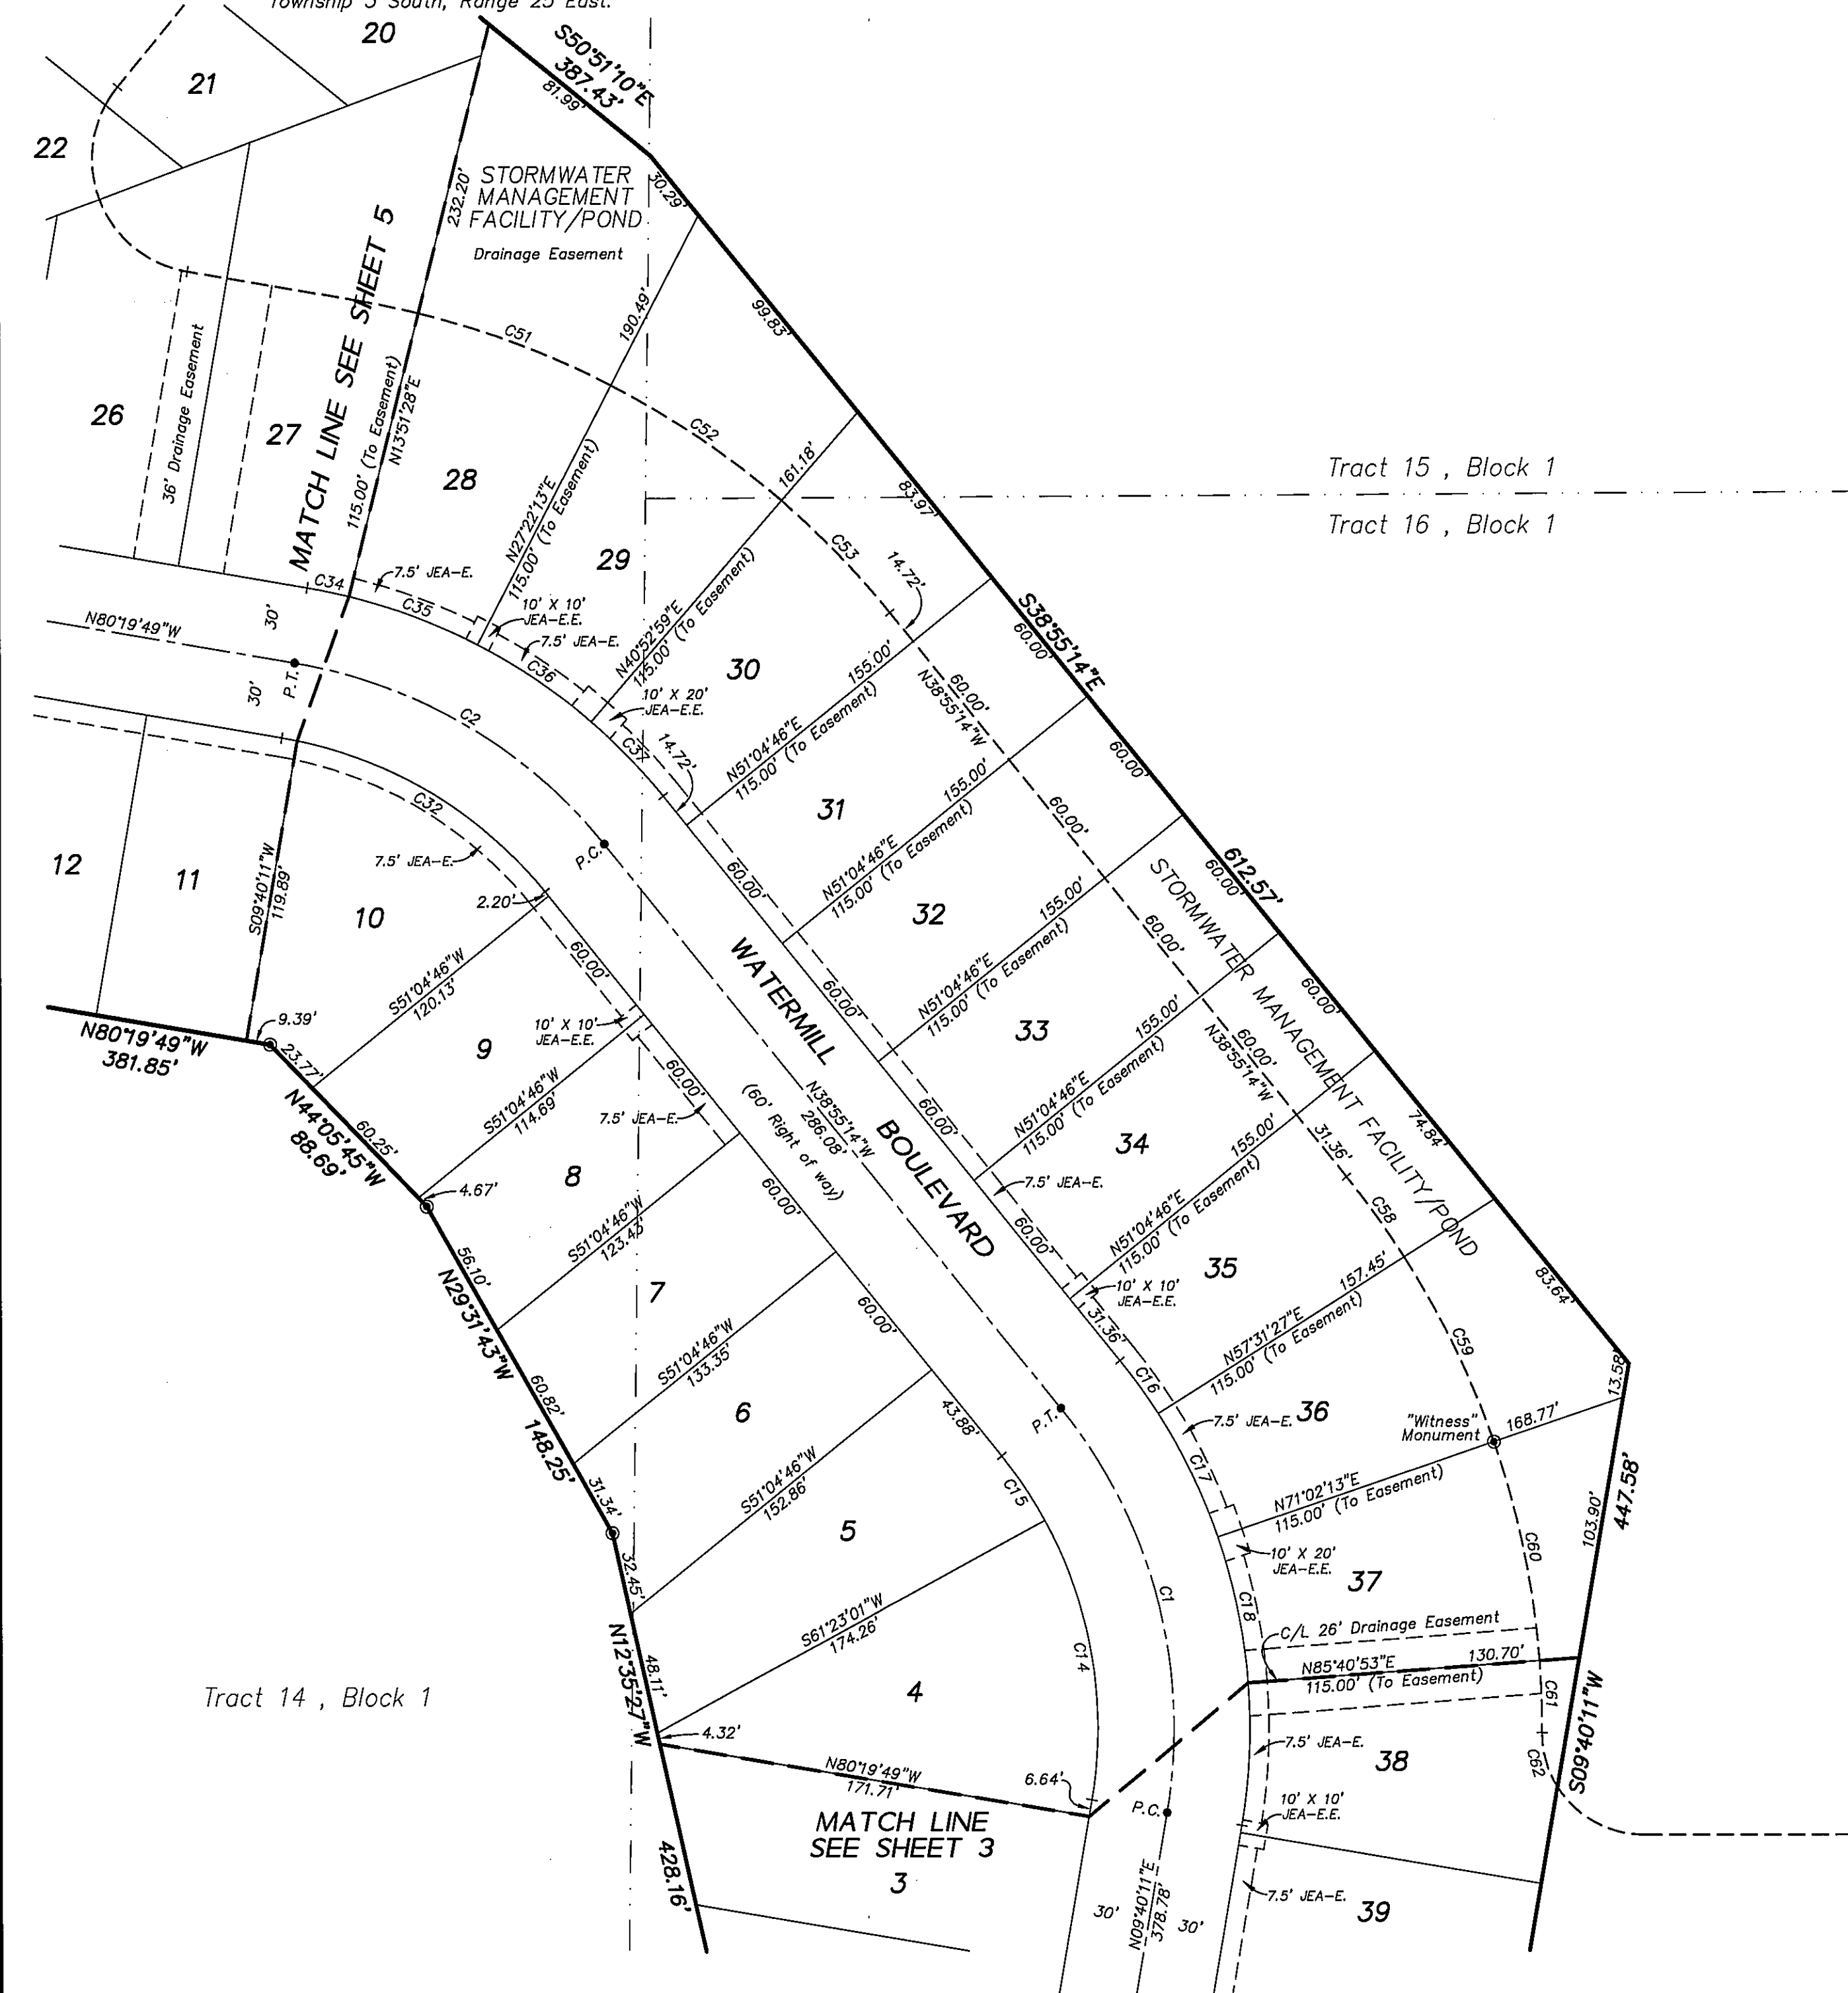 Township 3 South, Range 25 East.
20
21
22
S50°51'10"E
387.43'
81.99'
30.29'
STORMWATER
MANAGEMENT
FACILITY/POND
Drainage Easement
232.20'
MATCH LINE SEE SHEET 5
190.49'
99.83'
C51
C52
26
36' Drainage Easement
27
115.00' (To Easement)
N13°51'28"E
28
N27°22'13"E
115.00' (To Easement)
161.18'
83.97'
Tract 15 , Block 1
Tract 16 , Block 1
C53
14.72'
29
C34
7.5' JEA-E.
C35
10' X 10'
JEA-E.E.
7.5' JEA-E.
C36
N40°52'59"E
115.00' (To Easement)
30
10' X 20'
JEA-E.E.
C37
14.72'
S38°55'14"E
612.57'
60.00'
155.00'
60.00'
N38°55'14"W
N80°19'49"W
30'
30'
P.T.
C2
P.C.
N51°04'46"E
115.00' (To Easement)
31
155.00'
60.00'
60.00'
C32
7.5' JEA-E.
2.20'
12
11
S09°40'11"W
119.89'
10
60.00'
N51°04'46"E
115.00' (To Easement)
32
155.00'
60.00'
60.00'
STORMWATER MANAGEMENT FACILITY/POND
WATERMILL
BOULEVARD
(60' Right of way)
N38°55'14"W
286.08'
60.00'
N51°04'46"E
115.00' (To Easement)
33
155.00'
60.00'
60.00'
N38°55'14"W
S51°04'46"W
120.13'
60.00'
9.39'
N80°19'49"W
381.85'
23.77'
9
10' X 10'
JEA-E.E.
N44°05'45"W
88.69'
60.25'
S51°04'46"W
114.69'
60.00'
7.5' JEA-E.
60.00'
N51°04'46"E
115.00' (To Easement)
34
155.00'
31.36'
74.84'
C58
7.5' JEA-E.
60.00'
4.67'
8
S51°04'46"W
123.43'
60.00'
N51°04'46"E
115.00' (To Easement)
35
10' X 10'
JEA-E.E.
31.36'
157.45'
83.64'
C59
56.10'
N29°31'43"W
148.25'
60.82'
31.34'
7
S51°04'46"W
133.35'
60.00'
C16
N57°31'27"E
115.00' (To Easement)
36
7.5' JEA-E.
"Witness"
Monument
168.77'
13.58'
447.58'
103.90'
6
S51°04'46"W
152.86'
43.88'
P.T.
C15
C17
N71°02'13"E
115.00' (To Easement)
C60
10' X 20'
JEA-E.E.
37
5
32.45'
N12°35'27"W
48.11'
S61°23'01"W
174.26'
C14
C1
C18
C/L 26' Drainage Easement
N85°40'53"E
130.70'
115.00' (To Easement)
C61
S09°40'11"W
Tract 14 , Block 1
4
4.32'
N80°19'49"W
171.71'
6.64'
P.C.
7.5' JEA-E.
38
C62
10' X 10'
JEA-E.E.
MATCH LINE
SEE SHEET 3
3
428.16'
30'
N09°40'11"E
378.78'
30'
7.5' JEA-E.
39